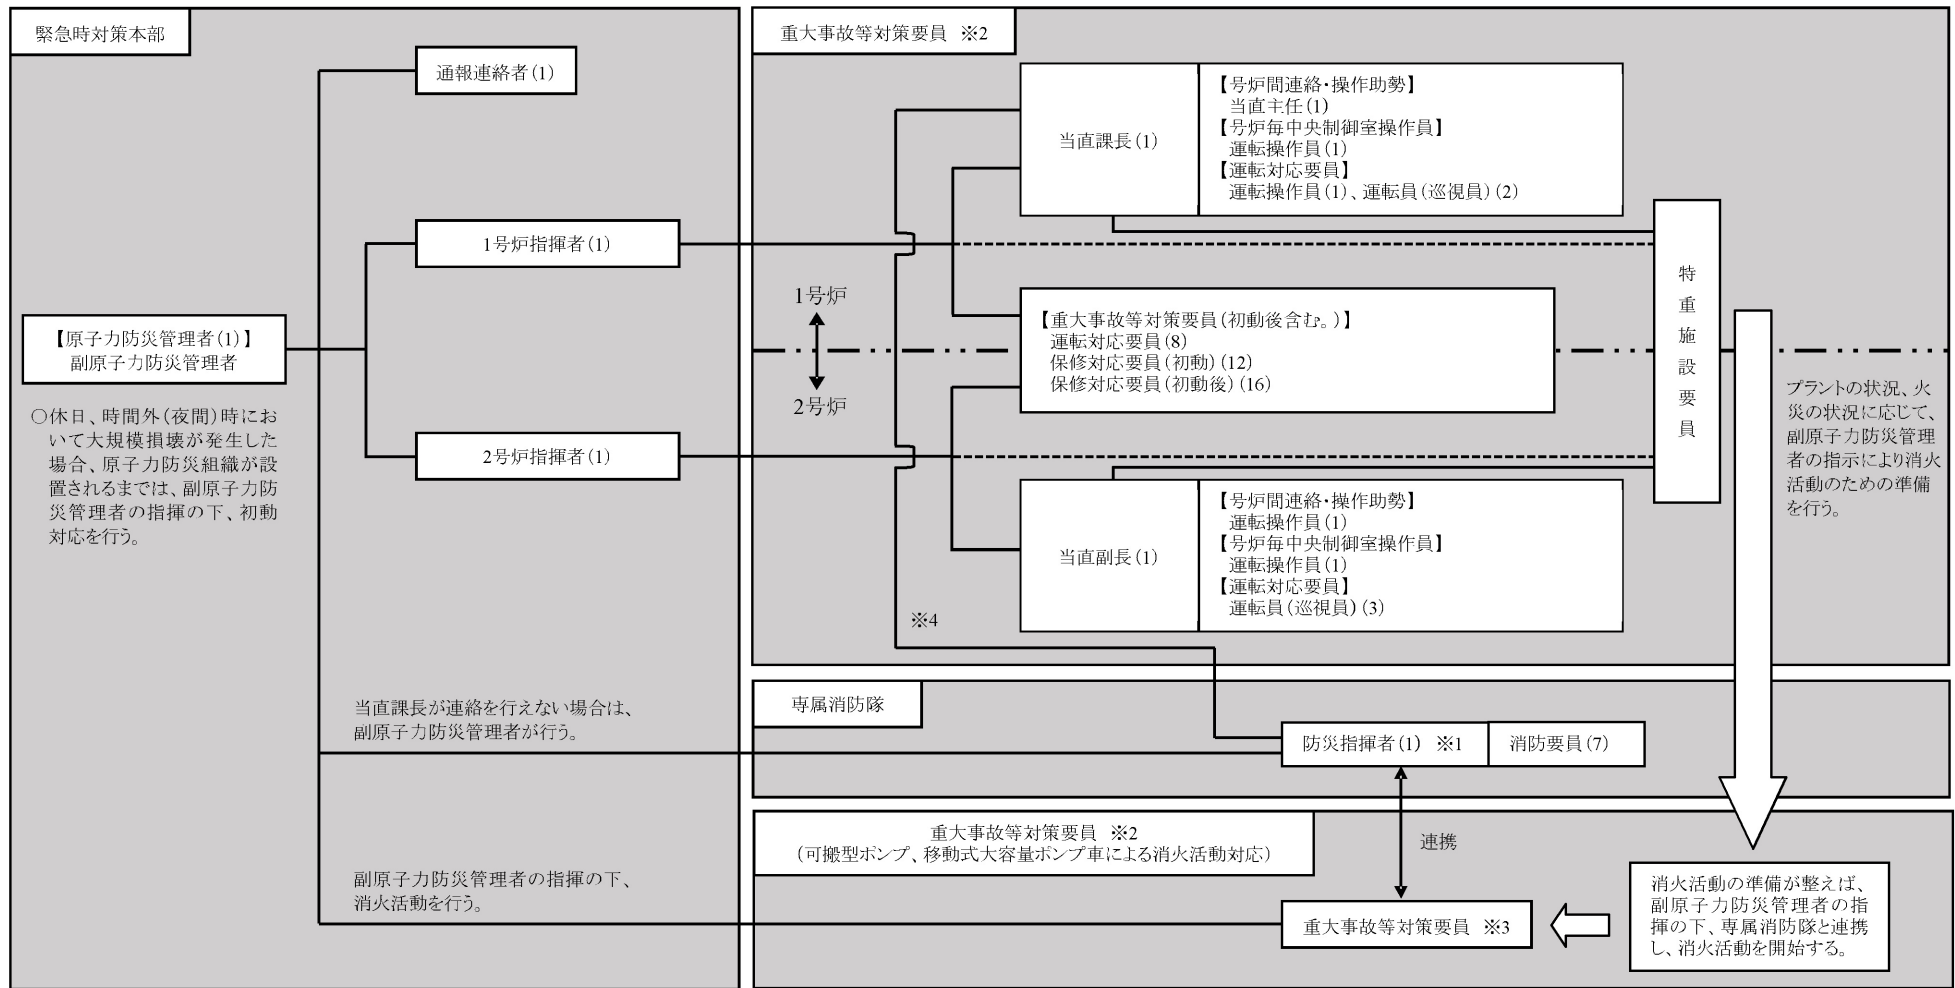 緊急時対策本部
通報連絡者(1)
1号炉指揮者(1)
【原子力防災管理者(1)】
副原子力防災管理者
○休日、時間外(夜間)時にお
いて大規模損壊が発生した
場合、原子力防災組織が設
置されるまでは、副原子力防
災管理者の指揮の下、初動
対応を行う。
2号炉指揮者(1)
当直課長が連絡を行えない場合は、
副原子力防災管理者が行う。
副原子力防災管理者の指揮の下、
消火活動を行う。
重大事故等対策要員 ※2
当直課長(1)
【号炉間連絡・操作助勢】
当直主任(1)
【号炉毎中央制御室操作員】
運転操作員(1)
【運転対応要員】
運転操作員(1)、運転員(巡視員)(2)
1号炉
2号炉
【重大事故等対策要員(初動後含む。)】
運転対応要員(8)
保修対応要員(初動)(12)
保修対応要員(初動後)(16)
特重施設要員
当直副長(1)
【号炉間連絡・操作助勢】
運転操作員(1)
【号炉毎中央制御室操作員】
運転操作員(1)
【運転対応要員】
運転員(巡視員)(3)
※4
プラントの状況、火
災の状況に応じて、
副原子力防災管理
者の指示により消火
活動のための準備
を行う。
専属消防隊
防災指揮者(1) ※1
消防要員(7)
重大事故等対策要員 ※2
(可搬型ポンプ、移動式大容量ポンプ車による消火活動対応)
連携
重大事故等対策要員 ※3
消火活動の準備が整えば、
副原子力防災管理者の指
揮の下、専属消防隊と連携
し、消火活動を開始する。